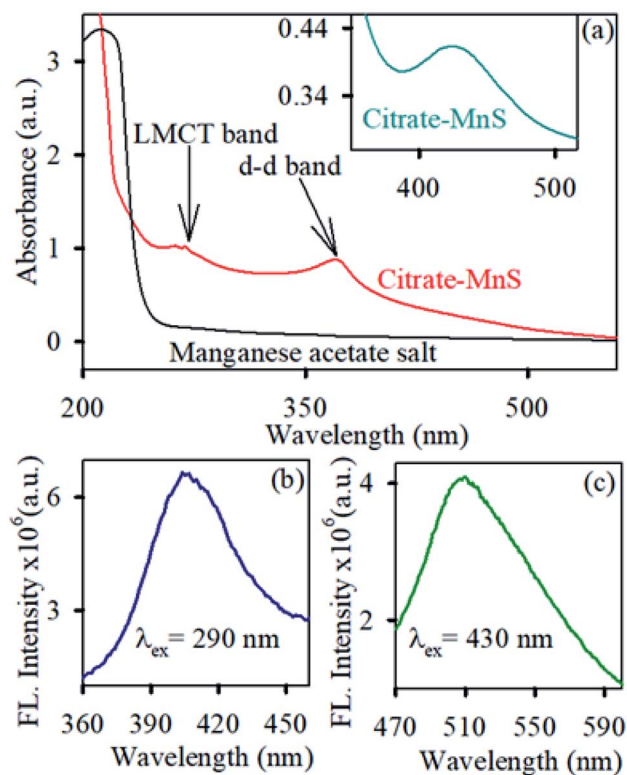 (a)
3
2
1
0
Absorbance (a.u.)
0.44
0.34
Citrate-MnS
400 500
LMCT band
d-d band
Citrate-MnS
Manganese acetate salt
200 350 500
Wavelength (nm)
(b)
6
3
FL. Intensity x10⁶(a.u.)
λex= 290 nm
360 390 420 450
Wavelength (nm)
(c)
4
2
FL. Intensity x10⁶(a.u.)
λex= 430 nm
470 510 550 590
Wavelength (nm)